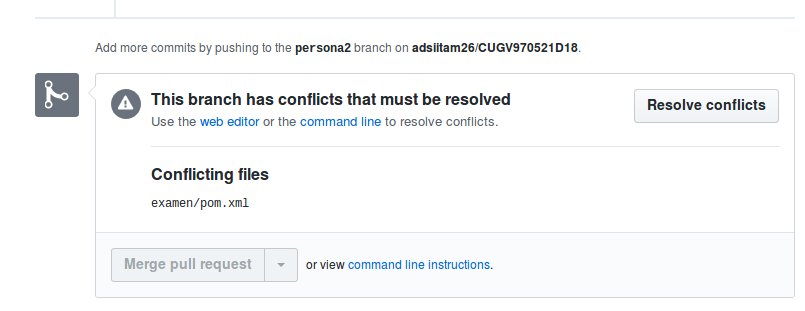 Add more commits by pushing to the persona2 branch on adsiitam26/CUGV970521D18.
This branch has conflicts that must be resolved
Use the web editor or the command line to resolve conflicts.
Resolve conflicts
Conflicting files
examen/pom.xml
Merge pull request
or view command line instructions.